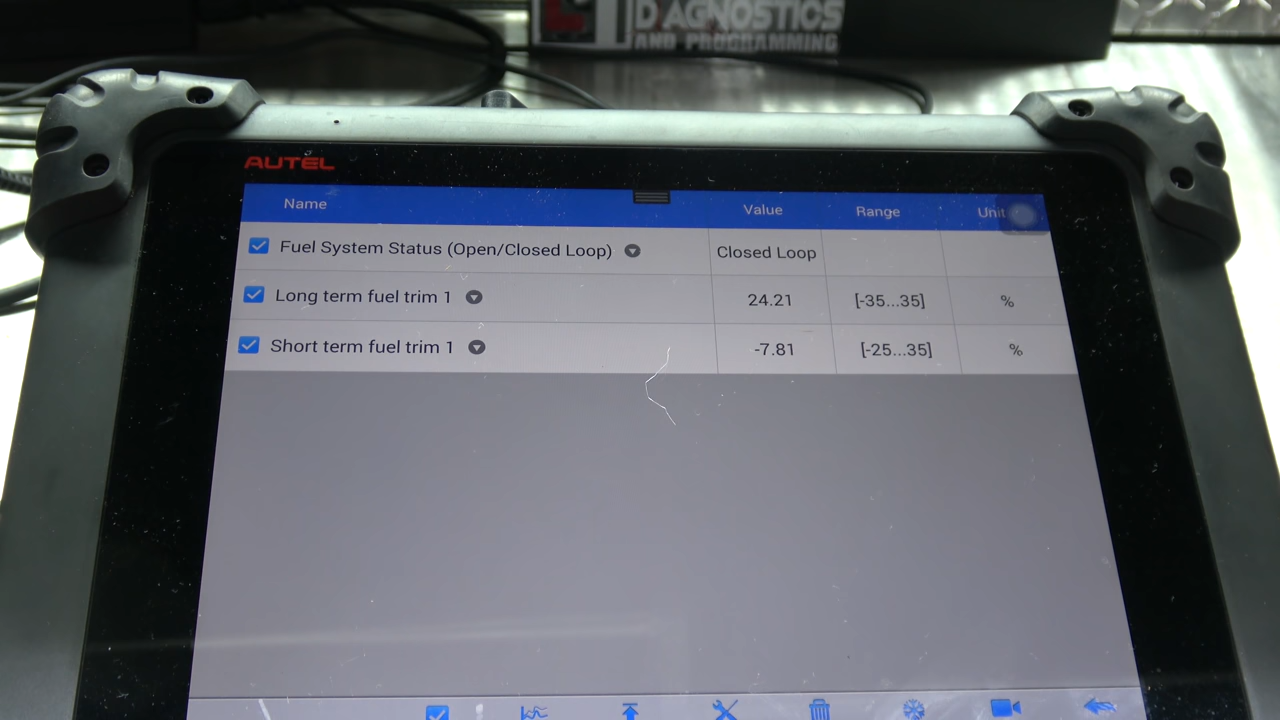 D AGNOSTICS
AND PROGRAMMING
AUTEL
Name Value Range Unit
Fuel System Status (Open/Closed Loop) Closed Loop
Long term fuel trim 1 24.21 [-35...35] %
Short term fuel trim 1 -7.81 [-25...35] %